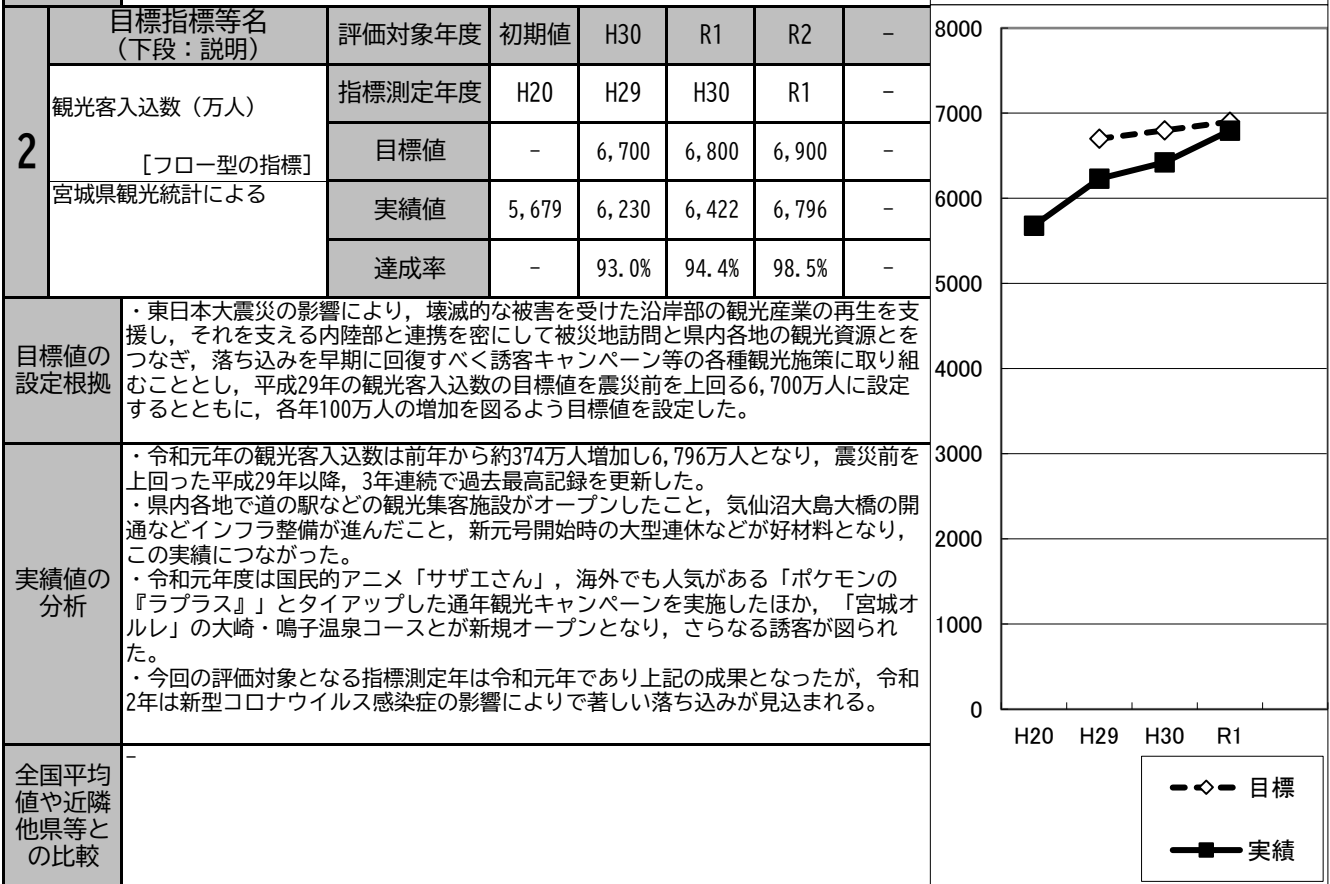 2
目標指標等名
（下段：説明）
評価対象年度 初期値 H30 R1 R2 -
観光客入込数（万人）
[フロー型の指標]
宮城県観光統計による
指標測定年度 H20 H29 H30 R1 -
目標値 - 6,700 6,800 6,900 -
実績値 5,679 6,230 6,422 6,796 -
達成率 - 93.0% 94.4% 98.5% -
目標値の
設定根拠
・東日本大震災の影響により，壊滅的な被害を受けた沿岸部の観光産業の再生を支
援し，それを支える内陸部と連携を密にして被災地訪問と県内各地の観光資源とを
つなぎ，落ち込みを早期に回復すべく誘客キャンペーン等の各種観光施策に取り組
むこととし，平成29年の観光客入込数の目標値を震災前を上回る6,700万人に設定
するとともに，各年100万人の増加を図るよう目標値を設定した。
実績値の
分析
・令和元年の観光客入込数は前年から約374万人増加し6,796万人となり，震災前を
上回った平成29年以降，3年連続で過去最高記録を更新した。
・県内各地で道の駅などの観光集客施設がオープンしたこと，気仙沼大島大橋の開
通などインフラ整備が進んだこと，新元号開始時の大型連休などが好材料となり，
この実績につながった。
・令和元年度は国民的アニメ「サザエさん」，海外でも人気がある「ポケモンの
『ラプラス』」とタイアップした通年観光キャンペーンを実施したほか，「宮城オ
ルレ」の大崎・鳴子温泉コースとが新規オープンとなり，さらなる誘客が図られ
た。
・今回の評価対象となる指標測定年は令和元年であり上記の成果となったが，令和
2年は新型コロナウイルス感染症の影響によりで著しい落ち込みが見込まれる。
全国平均
値や近隣
他県等と
の比較
-
8000
7000
6000
5000
4000
3000
2000
1000
0
H20 H29 H30 R1
目標
実績